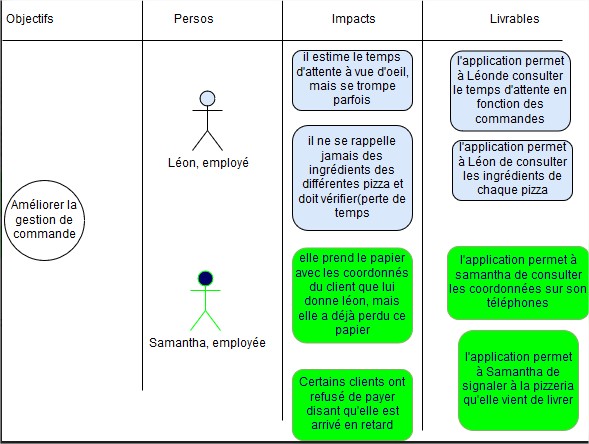 Objectifs
Persos
Impacts
Livrables
il estime le temps
d'attente à vue d'oeil,
mais se trompe
parfois
l'application permet
à Léonde consulter
le temps d'attente en
fonction des
commandes
Léon, employé
il ne se rappelle
jamais des
ingrédients des
différentes pizza et
doit vérifier(perte de
temps
l'application permet
à Léon de consulter
les ingrédients de
chaque pizza
Améliorer la
gestion de
commande
Samantha, employée
elle prend le papier
avec les coordonnés
du client que lui
donne léon, mais
elle a déjà perdu ce
papier
l'application permet à
samantha de consulter
les coordonnées sur son
téléphones
Certains clients ont
refusé de payer
disant qu'elle est
arrivé en retard
l'application permet
à Samantha de
signaler à la pizzeria
qu'elle vient de livrer